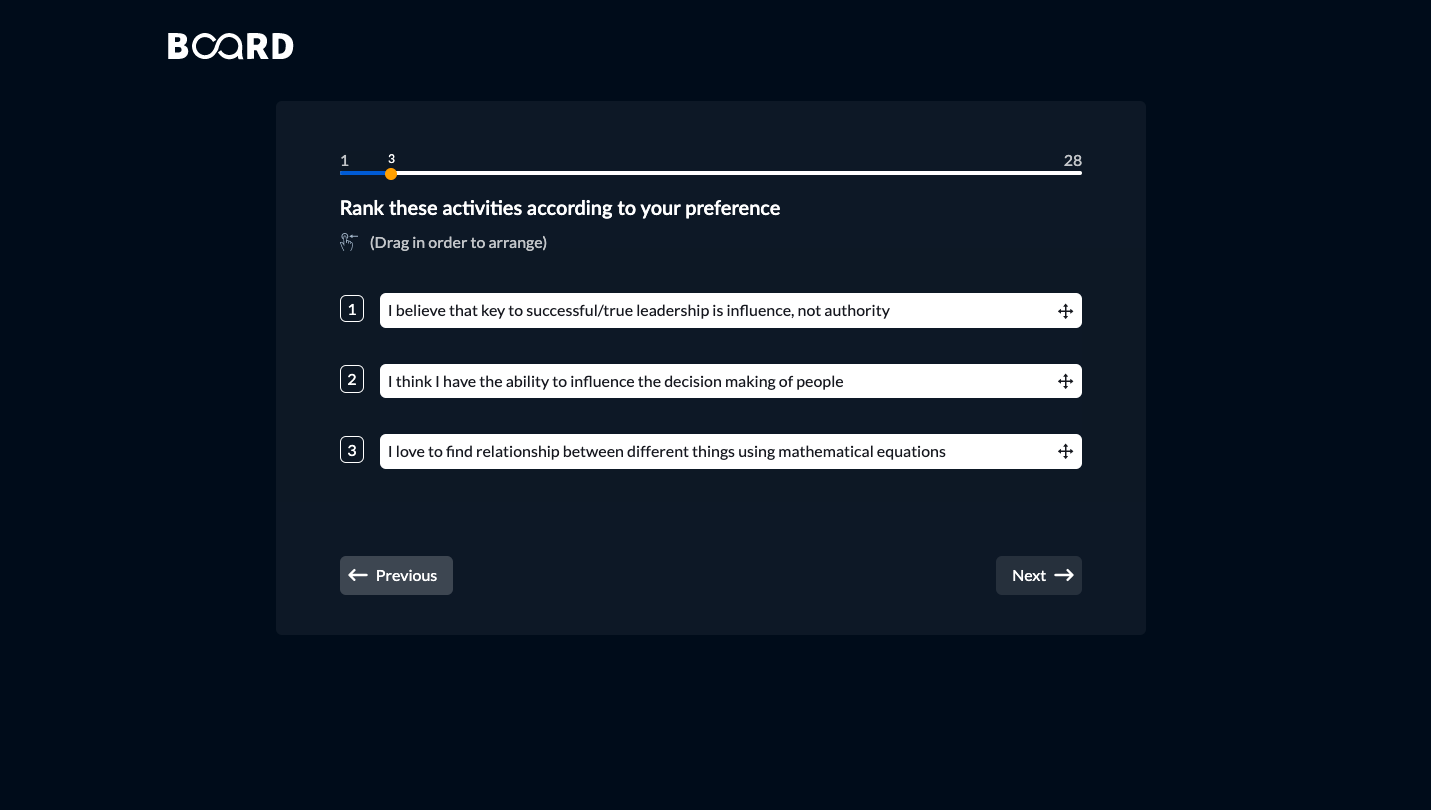 BOARD
1
3
28
Rank these activities according to your preference
(Drag in order to arrange)
1
I believe that key to successful/true leadership is influence, not authority
2
I think I have the ability to influence the decision making of people
3
I love to find relationship between different things using mathematical equations
Previous
Next